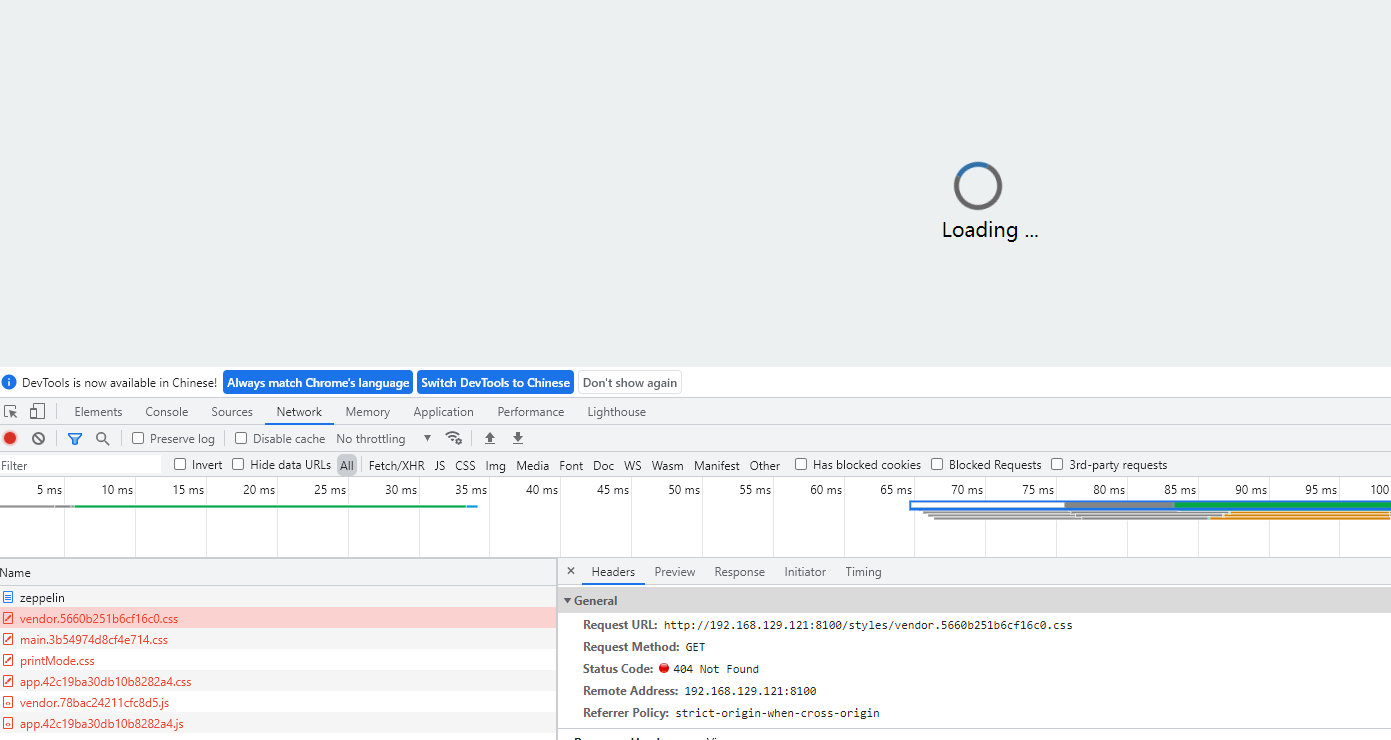 Loading ...
DevTools is now available in Chinese! Always match Chrome's language Switch DevTools to Chinese Don't show again
Elements Console Sources Network Memory Application Performance Lighthouse
Preserve log Disable cache No throttling
Filter Invert Hide data URLs All Fetch/XHR JS CSS Img Media Font Doc WS Wasm Manifest Other Has blocked cookies Blocked Requests 3rd-party requests
5 ms 10 ms 15 ms 20 ms 25 ms 30 ms 35 ms 40 ms 45 ms 50 ms 55 ms 60 ms 65 ms 70 ms 75 ms 80 ms 85 ms 90 ms 95 ms 100
Name
zeppelin
vendor.5660b251b6cf16c0.css
main.3b54974d8cf4e714.css
printMode.css
app.42c19ba30db10b8282a4.css
vendor.78bac24211cfc8d5.js
app.42c19ba30db10b8282a4.js
× Headers Preview Response Initiator Timing
General
Request URL: http://192.168.129.121:8100/styles/vendor.5660b251b6cf16c0.css
Request Method: GET
Status Code: 404 Not Found
Remote Address: 192.168.129.121:8100
Referrer Policy: strict-origin-when-cross-origin